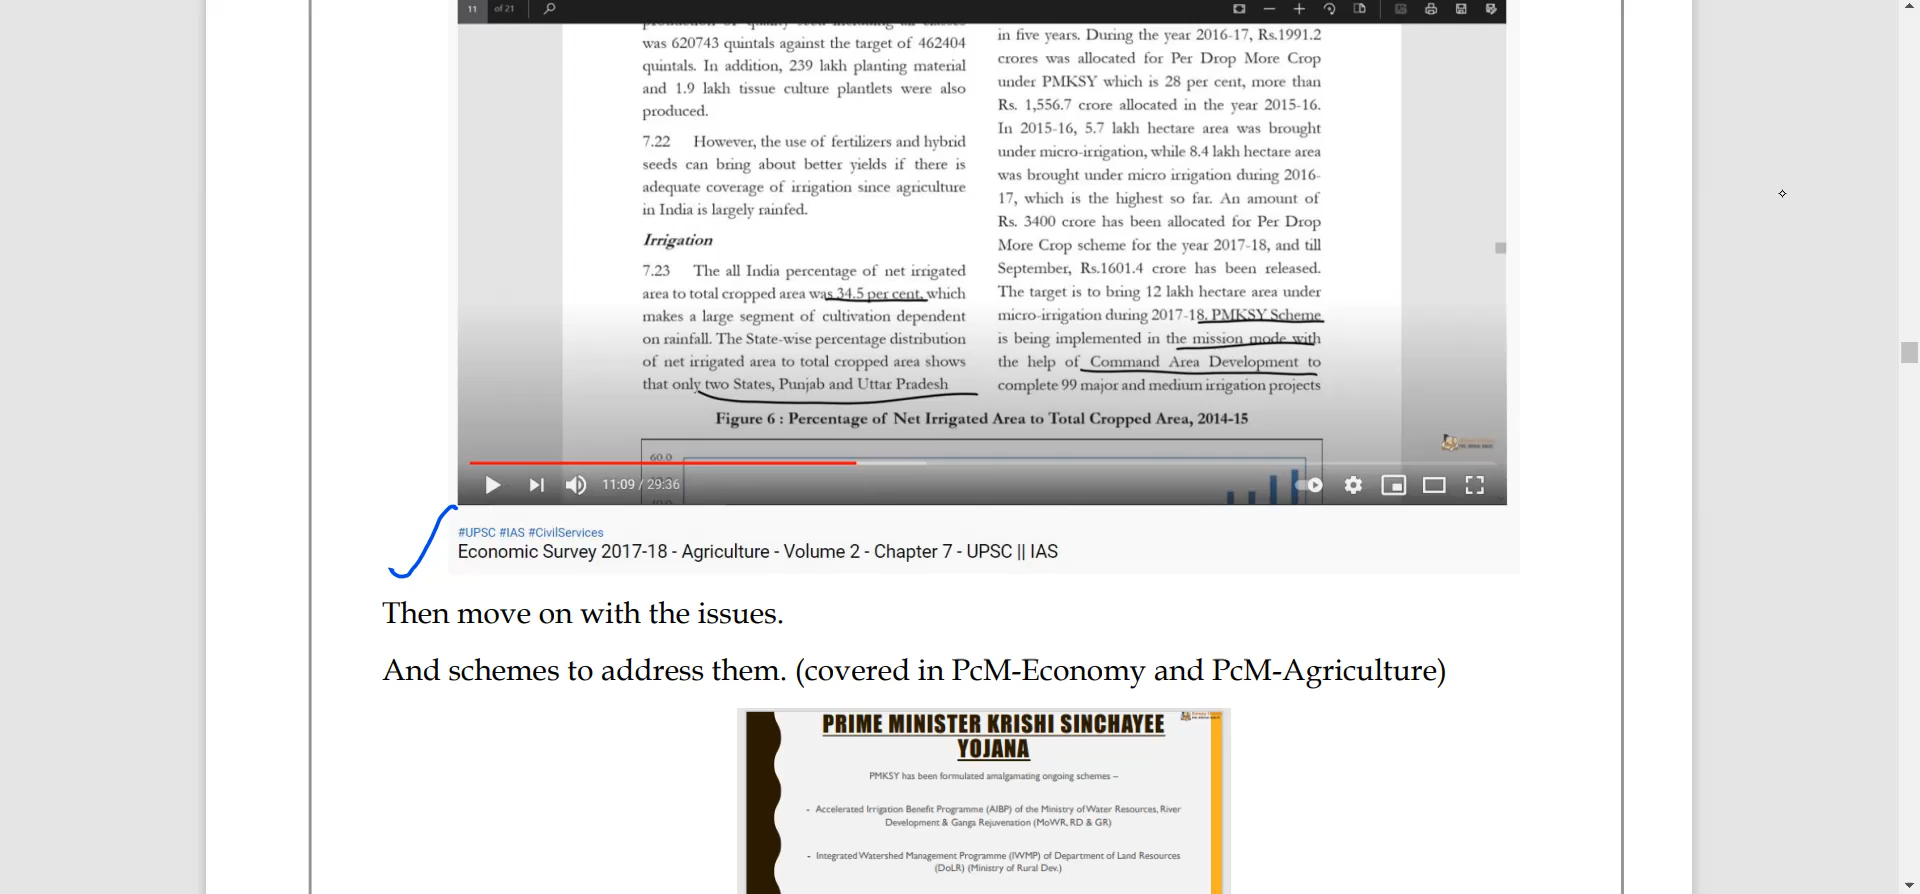 11 of 21
was 620743 quintals against the target of 462404
quintals. In addition, 239 lakh planting material
and 1.9 lakh tissue culture plantlets were also
produced.
7.22 However, the use of fertilizers and hybrid
seeds can bring about better yields if there is
adequate coverage of irrigation since agriculture
in India is largely rainfed.
Irrigation
7.23 The all India percentage of net irrigated
area to total cropped area was 34.5 per cent, which
makes a large segment of cultivation dependent
on rainfall. The State-wise percentage distribution
of net irrigated area to total cropped area shows
that only two States, Punjab and Uttar Pradesh
in five years. During the year 2016-17, Rs.1991.2
crores was allocated for Per Drop More Crop
under PMKSY which is 28 per cent, more than
Rs. 1,556.7 crore allocated in the year 2015-16.
In 2015-16, 5.7 lakh hectare area was brought
under micro-irrigation, while 8.4 lakh hectare area
was brought under micro irrigation during 2016-
17, which is the highest so far. An amount of
Rs. 3400 crore has been allocated for Per Drop
More Crop scheme for the year 2017-18, and till
September, Rs.1601.4 crore has been released.
The target is to bring 12 lakh hectare area under
micro-irrigation during 2017-18. PMKSY Scheme
is being implemented in the mission mode with
the help of Command Area Development to
complete 99 major and medium irrigation projects
Figure 6 : Percentage of Net Irrigated Area to Total Cropped Area, 2014-15
60.0
11:09 / 29:36
#UPSC #IAS #CivilServices
Economic Survey 2017-18 - Agriculture - Volume 2 - Chapter 7 - UPSC || IAS
Then move on with the issues.
And schemes to address them. (covered in PcM-Economy and PcM-Agriculture)
PRIME MINISTER KRISHI SINCHAYEE
YOJANA
PMKSY has been formulated amalgamating ongoing schemes –
- Accelerated Irrigation Benefit Programme (AIBP) of the Ministry of Water Resources, River
Development & Ganga Rejuvenation (MoWR, RD & GR)
- Integrated Watershed Management Programme (IWMP) of Department of Land Resources
(DoLR) (Ministry of Rural Dev.)